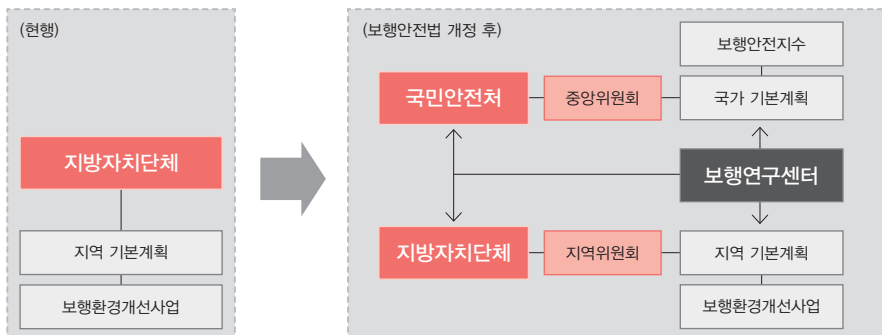 (현행)
지방자치단체
지역 기본계획
보행환경개선사업
(보행안전법 개정 후)
보행안전지수
국민안전처
중앙위원회
국가 기본계획
보행연구센터
지방자치단체
지역위원회
지역 기본계획
보행환경개선사업